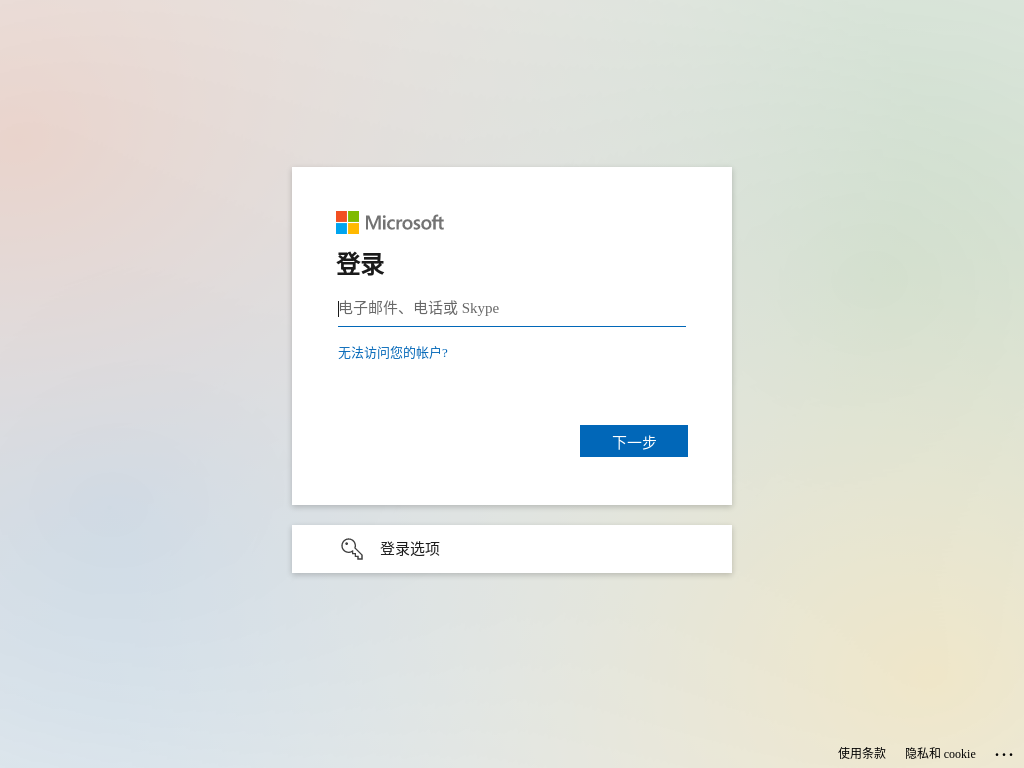 Microsoft
登录
电子邮件、电话或 Skype
无法访问您的帐户?
下一步
登录选项
使用条款 隐私和 cookie ...